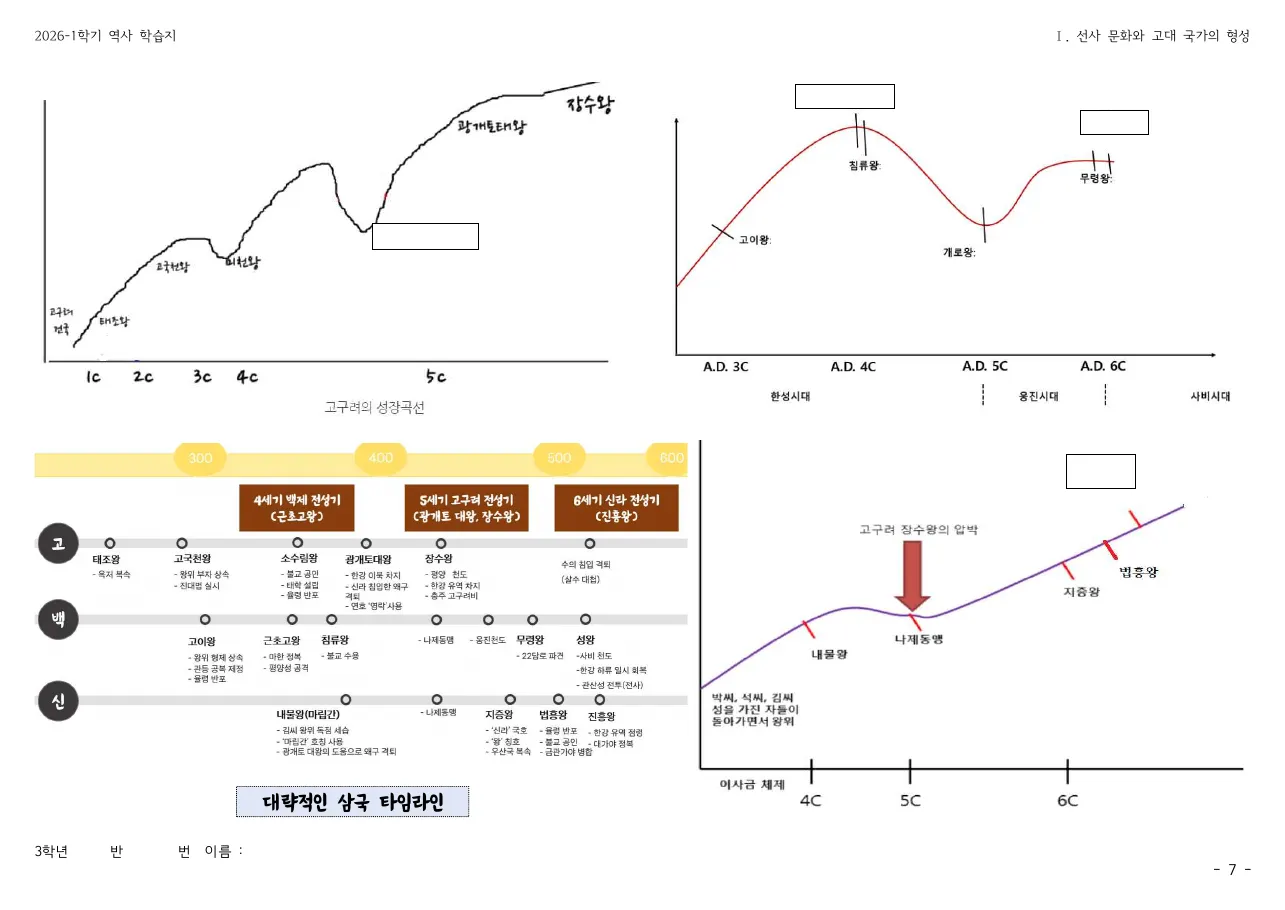 2026-1학기 역사 학습지
Ⅰ. 선사 문화와 고대 국가의 형성
장수왕
광개토태왕
고국천왕
미천왕
고구려
건국
태조왕
1C 2C 3C 4C 5C
고구려의 성장곡선
침류왕:
무령왕:
고이왕:
개로왕:
A.D. 3C A.D. 4C A.D. 5C A.D. 6C
한성시대 웅진시대 사비시대
300 400 500 600
4세기 백제 전성기
(근초고왕)
5세기 고구려 전성기
(광개토 대왕, 장수왕)
6세기 신라 전성기
(진흥왕)
고
태조왕
- 옥저 복속
고국천왕
- 왕위 부자 상속
- 진대법 실시
소수림왕
- 불교 공인
- 태학 설립
- 율령 반포
광개토대왕
- 한강 이북 차지
- 신라 침입한 왜구
격퇴
- 연호 '영락'사용
장수왕
- 평양 천도
- 한강 유역 차지
- 충주 고구려비
수의 침입 격퇴
(살수 대첩)
백
고이왕
- 왕위 형제 상속
- 관등 공복 제정
- 율령 반포
근초고왕
- 마한 정복
- 평양성 공격
침류왕
- 불교 수용
- 나제동맹
- 웅진천도
무령왕
- 22담로 파견
성왕
-사비 천도
-한강 하류 일시 회복
- 관산성 전투(전사)
신
내물왕(마립간)
- 김씨 왕위 독점 세습
- '마립간' 호칭 사용
- 광개토 대왕의 도움으로 왜구 격퇴
- 나제동맹
지증왕
- '신라' 국호
- '왕' 칭호
- 우산국 복속
법흥왕
- 율령 반포
- 불교 공인
- 금관가야 병합
진흥왕
- 한강 유역 점령
- 대가야 정복
대략적인 삼국 타임라인
고구려 장수왕의 압박
법흥왕
지증왕
나제동맹
내물왕
박씨, 석씨, 김씨
성을 가진 자들이
돌아가면서 왕위
이사금 체제
4C 5C 6C
3학년 반 번 이름 :
- 7 -